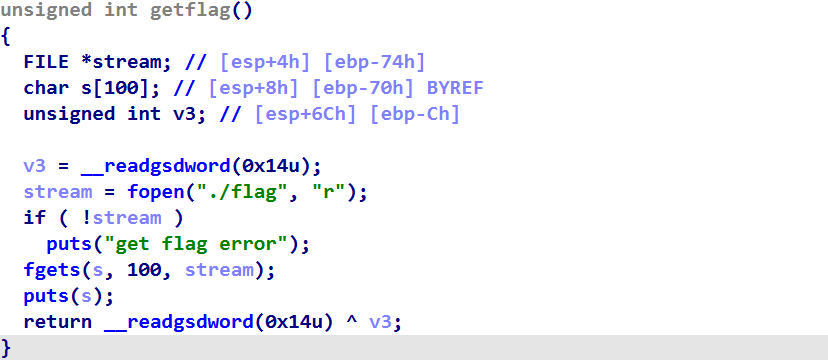 unsigned int getflag()
{
  FILE *stream; // [esp+4h] [ebp-74h]
  char s[100]; // [esp+8h] [ebp-70h] BYREF
  unsigned int v3; // [esp+6Ch] [ebp-Ch]

  v3 = __readgsdword(0x14u);
  stream = fopen("./flag", "r");
  if ( !stream )
    puts("get flag error");
  fgets(s, 100, stream);
  puts(s);
  return __readgsdword(0x14u) ^ v3;
}